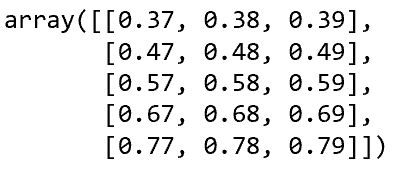 array([[0.37, 0.38, 0.39],
       [0.47, 0.48, 0.49],
       [0.57, 0.58, 0.59],
       [0.67, 0.68, 0.69],
       [0.77, 0.78, 0.79]])